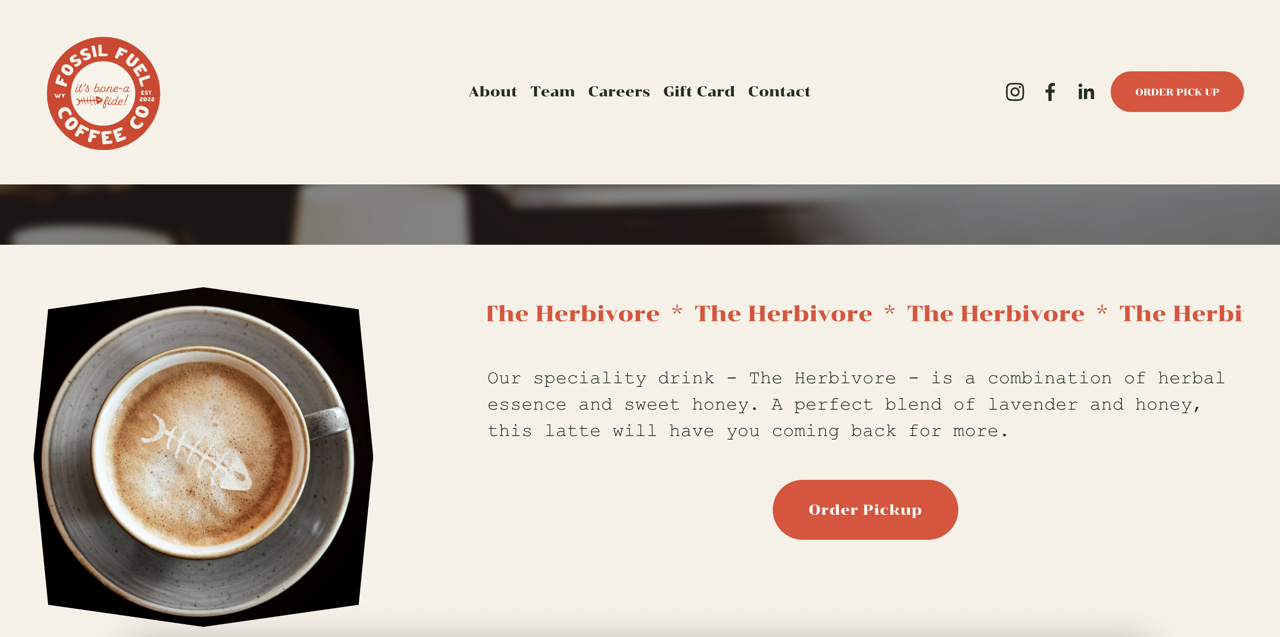 FOSSIL FUEL
WY
it's bone-a
fide!
EST
2022
COFFEE CO
About Team Careers Gift Card Contact
ORDER PICK UP
The Herbivore * The Herbivore * The Herbivore * The Herbi
Our speciality drink - The Herbivore - is a combination of herbal
essence and sweet honey. A perfect blend of lavender and honey,
this latte will have you coming back for more.
Order Pickup